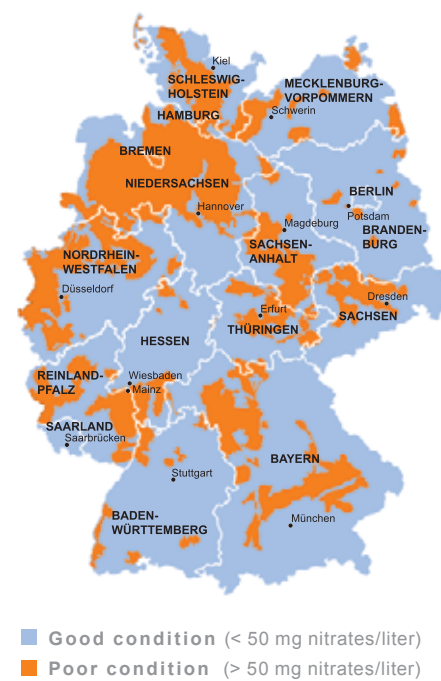 Kiel
SCHLESWIG-
HOLSTEIN
MECKLENBURG-
VORPOMMERN
Schwerin
HAMBURG
BREMEN
NIEDERSACHSEN
Hannover
BERLIN
Potsdam
BRANDEN-
BURG
Magdeburg
SACHSEN-
ANHALT
NORDRHEIN-
WESTFALEN
Düsseldorf
Dresden
SACHSEN
Erfurt
THÜRINGEN
HESSEN
REINLAND-
PFALZ
Wiesbaden
Mainz
SAARLAND
Saarbrücken
BAYERN
Stuttgart
BADEN-
WÜRTTEMBERG
München
Good condition (< 50 mg nitrates/liter)
Poor condition (> 50 mg nitrates/liter)